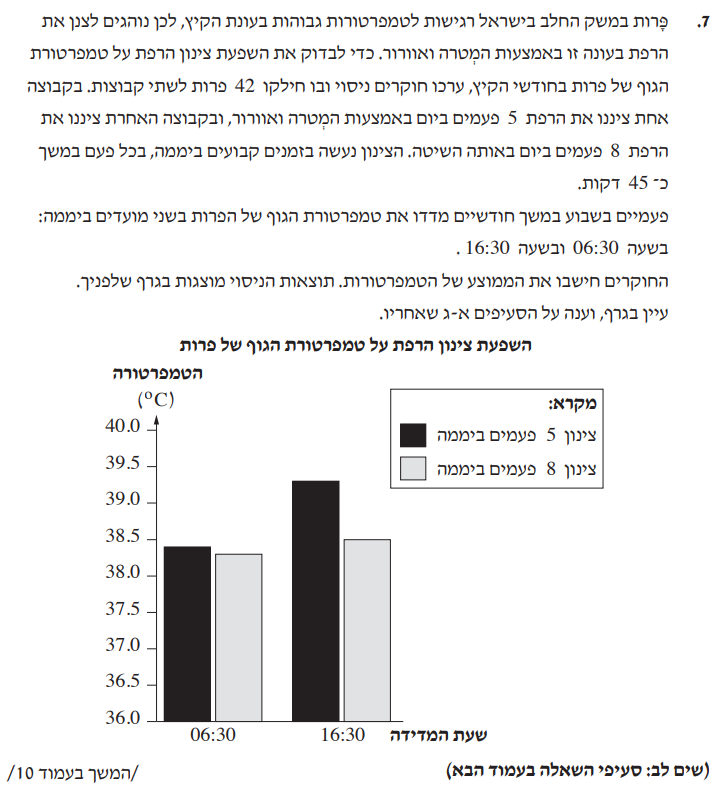 7. פָּרות במשק החלב בישראל רגישות לטמפרטורות גבוהות בעונת הקיץ, לכן נוהגים לצנן את
הרפת בעונה זו באמצעות המְטרה ואוורור. כדי לבדוק את השפעת צינון הרפת על טמפרטורת
הגוף של פרות בחודשי הקיץ, ערכו חוקרים ניסוי ובו חילקו 42 פרות לשתי קבוצות. בקבוצה
אחת ציננו את הרפת 5 פעמים ביום באמצעות המְטרה ואוורור, ובקבוצה האחרת ציננו את
הרפת 8 פעמים ביום באותה השיטה. הצינון נעשה בזמנים קבועים ביממה, בכל פעם במשך
כ־ 45 דקות.
פעמיים בשבוע במשך חודשיים מדדו את טמפרטורת הגוף של הפרות בשני מועדים ביממה:
בשעה 06:30 ובשעה 16:30 .
החוקרים חישבו את הממוצע של הטמפרטורות. תוצאות הניסוי מוצגות בגרף שלפניך.
עיין בגרף, וענה על הסעיפים א-ג שאחריו.
השפעת צינון הרפת על טמפרטורת הגוף של פרות
הטמפרטורה
(°C)
מקרא:
צינון 5 פעמים ביממה
צינון 8 פעמים ביממה
40.0
39.5
39.0
38.5
38.0
37.5
37.0
36.5
36.0
06:30
16:30
שעת המדידה
(שים לב: סעיפי השאלה בעמוד הבא)
/המשך בעמוד 10/